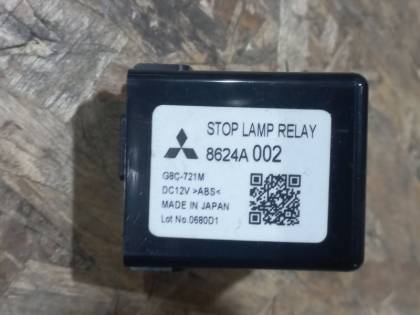 STOP LAMP RELAY
8624A 002
G8C-721M
DC12V >ABS<
MADE IN JAPAN
Lot No.0680D1